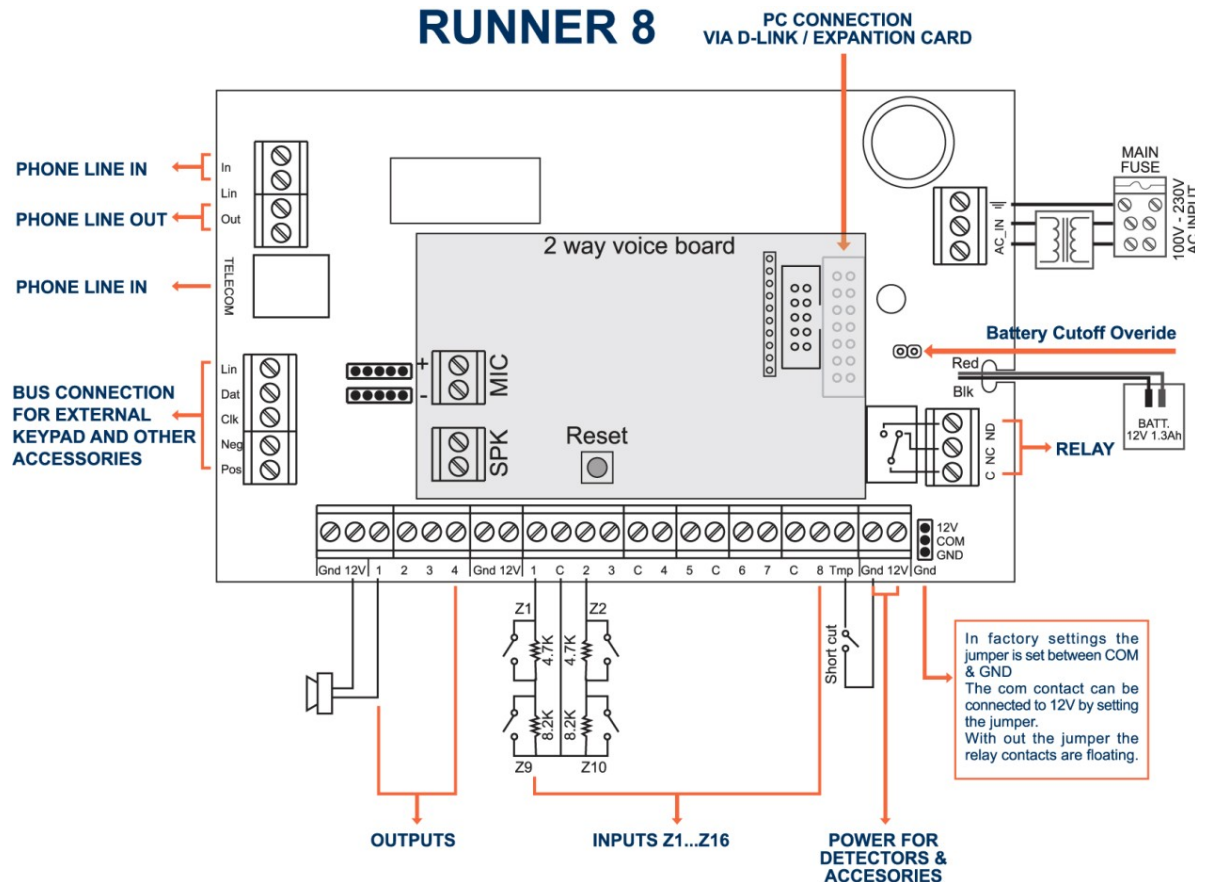 RUNNER 8
PC CONNECTION
VIA D-LINK / EXPANTION CARD
PHONE LINE IN
In
Lin
PHONE LINE OUT
Out
PHONE LINE IN
TELECOM
2 way voice board
MAIN
FUSE
AC_IN
100V - 230V
AC INPUT
Battery Cutoff Overide
Red
Blk
BATT.
12V 1.3Ah
BUS CONNECTION
FOR EXTERNAL
KEYPAD AND OTHER
ACCESSORIES
Lin
Dat
Clk
Neg
Pos
+
-
MIC
SPK
Reset
C NC ND
RELAY
12V
COM
GND
Gnd 12V 1 2 3 4 Gnd 12V 1 C 2 3 C 4 5 C 6 7 C 8 Tmp Gnd 12V Gnd
Z1 Z2
4.7K 4.7K
8.2K 8.2K
Z9 Z10
Short cut
In factory settings the
jumper is set between COM
& GND
The com contact can be
connected to 12V by setting
the jumper.
With out the jumper the
relay contacts are floating.
OUTPUTS
INPUTS Z1...Z16
POWER FOR
DETECTORS &
ACCESORIES